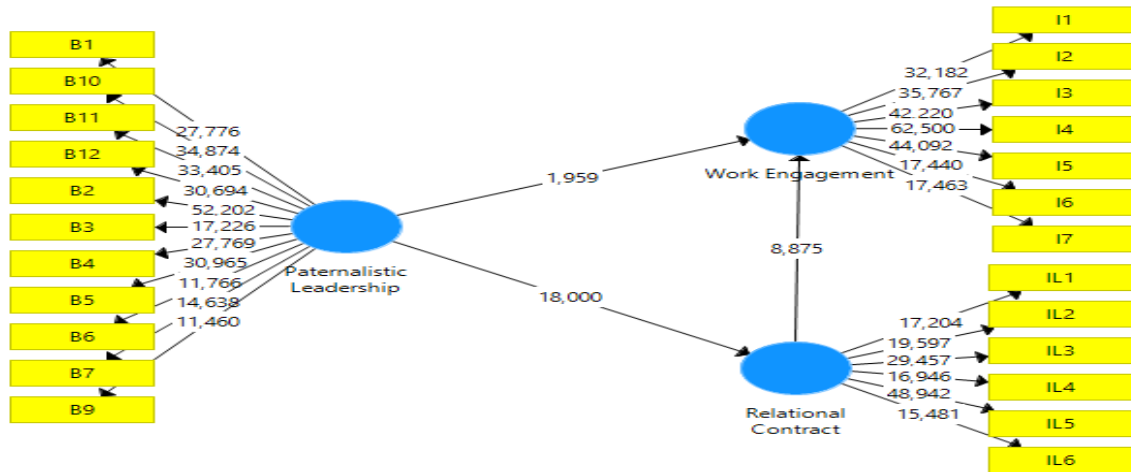 B1
B10
B11
B12
B2
B3
B4
B5
B6
B7
B9
27,776
34,874
33,405
30,694
52,202
17,226
27,769
30,965
11,766
14,638
11,460
Paternalistic
Leadership
1,959
18,000
8,875
Work Engagement
32,182
35,767
42,220
62,500
44,092
17,440
17,463
I1
I2
I3
I4
I5
I6
I7
Relational
Contract
17,204
19,597
29,457
16,946
48,942
15,481
IL1
IL2
IL3
IL4
IL5
IL6